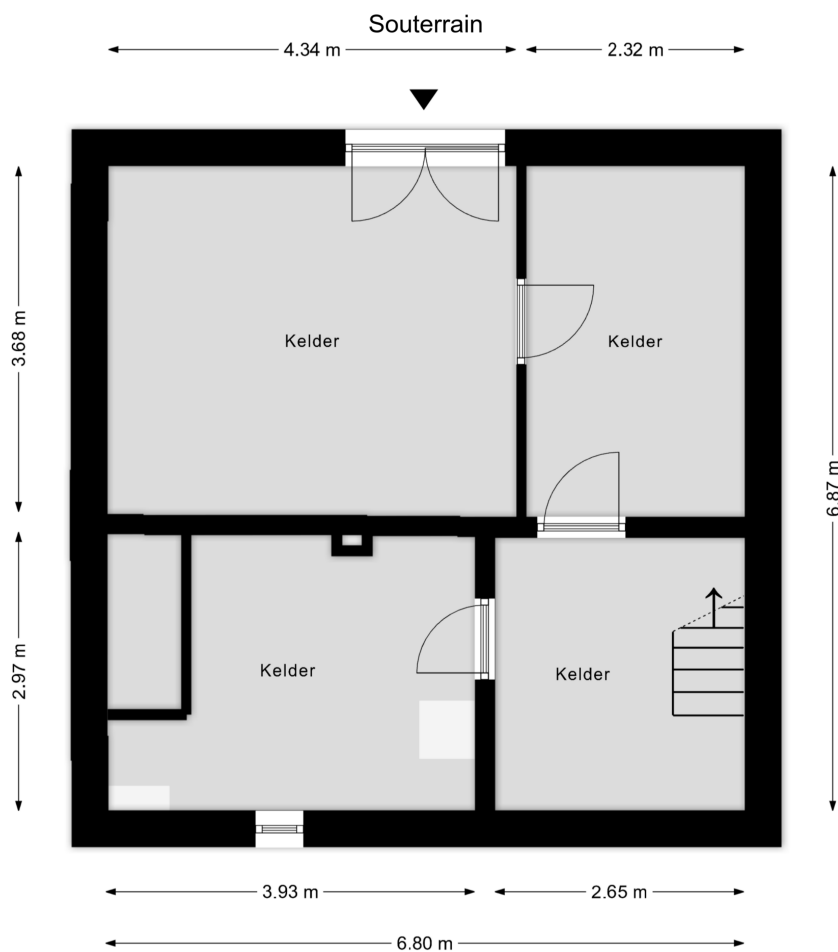 Souterrain
4.34 m
2.32 m
3.68 m
6.87 m
Kelder
Kelder
2.97 m
Kelder
Kelder
3.93 m
2.65 m
6.80 m